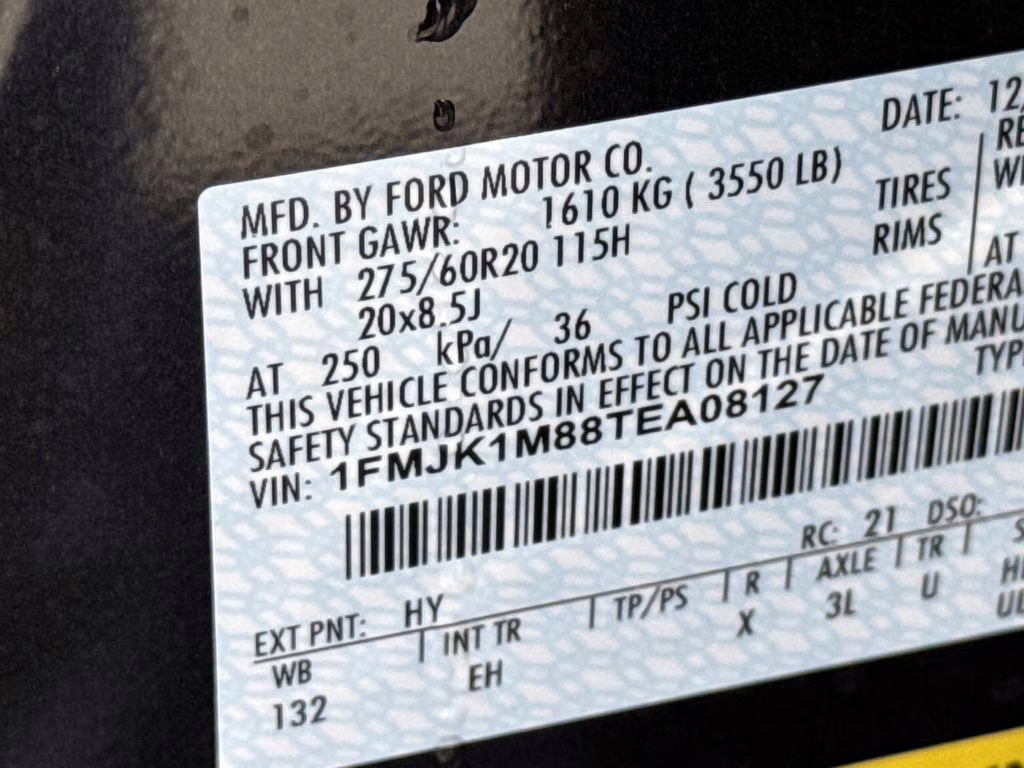 DATE: 12
MFD. BY FORD MOTOR CO.
FRONT GAWR: 1610 KG ( 3550 LB)
WITH 275/60R20 115H TIRES
20x8.5J RIMS
AT 250 kPa/ 36 PSI COLD
AT
THIS VEHICLE CONFORMS TO ALL APPLICABLE FEDERA
SAFETY STANDARDS IN EFFECT ON THE DATE OF MANU
VIN: 1FMJK1M88TEA08127 TYP
RC: 21 DSO:
EXT PNT: HY
WB INT TR TP/PS R AXLE TR S
132 EH X 3L U